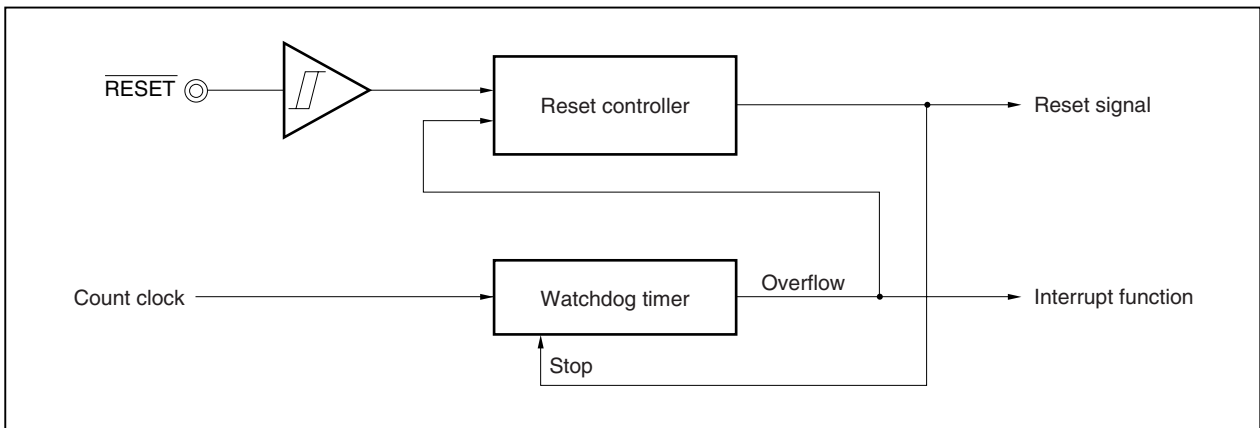 RESET
Reset controller
Reset signal
Count clock
Watchdog timer
Overflow
Interrupt function
Stop